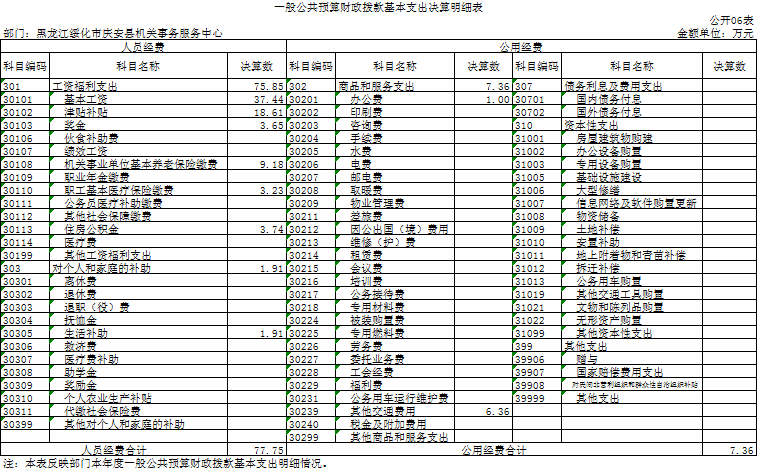 一般公共预算财政拨款基本支出决算明细表
公开06表
部门：黑龙江绥化市庆安县机关事务服务中心 金额单位：万元
人员经费 公用经费
科目编码 科目名称 决算数 科目编码 科目名称 决算数 科目编码 科目名称 决算数
301 工资福利支出 75.85 302 商品和服务支出 7.36 307 债务利息及费用支出
30101 基本工资 37.44 30201 办公费 1.00 30701 国内债务付息
30102 津贴补贴 18.61 30202 印刷费 30702 国外债务付息
30103 奖金 3.65 30203 咨询费 310 资本性支出
30106 伙食补助费 30204 手续费 31001 房屋建筑物购建
30107 绩效工资 30205 水费 31002 办公设备购置
30108 机关事业单位基本养老保险缴费 9.18 30206 电费 31003 专用设备购置
30109 职业年金缴费 30207 邮电费 31005 基础设施建设
30110 职工基本医疗保险缴费 3.23 30208 取暖费 31006 大型修缮
30111 公务员医疗补助缴费 30209 物业管理费 31007 信息网络及软件购置更新
30112 其他社会保障缴费 30211 差旅费 31008 物资储备
30113 住房公积金 3.74 30212 因公出国（境）费用 31009 土地补偿
30114 医疗费 30213 维修（护）费 31010 安置补助
30199 其他工资福利支出 30214 租赁费 31011 地上附着物和青苗补偿
303 对个人和家庭的补助 1.91 30215 会议费 31012 拆迁补偿
30301 离休费 30216 培训费 31013 公务用车购置
30302 退休费 30217 公务接待费 31019 其他交通工具购置
30303 退职（役）费 30218 专用材料费 31021 文物和陈列品购置
30304 抚恤金 30224 被装购置费 31022 无形资产购置
30305 生活补助 1.91 30225 专用燃料费 31099 其他资本性支出
30306 救济费 30226 劳务费 399 其他支出
30307 医疗费补助 30227 委托业务费 39906 赠与
30308 助学金 30228 工会经费 39907 国家赔偿费用支出
30309 奖励金 30229 福利费 39908 对民间非营利组织和群众性自治组织补贴
30310 个人农业生产补贴 30231 公务用车运行维护费 39999 其他支出
30311 代缴社会保险费 30239 其他交通费用 6.36
30399 其他对个人和家庭的补助 30240 税金及附加费用
30299 其他商品和服务支出
人员经费合计 77.75 公用经费合计 7.36
注：本表反映部门本年度一般公共预算财政拨款基本支出明细情况。